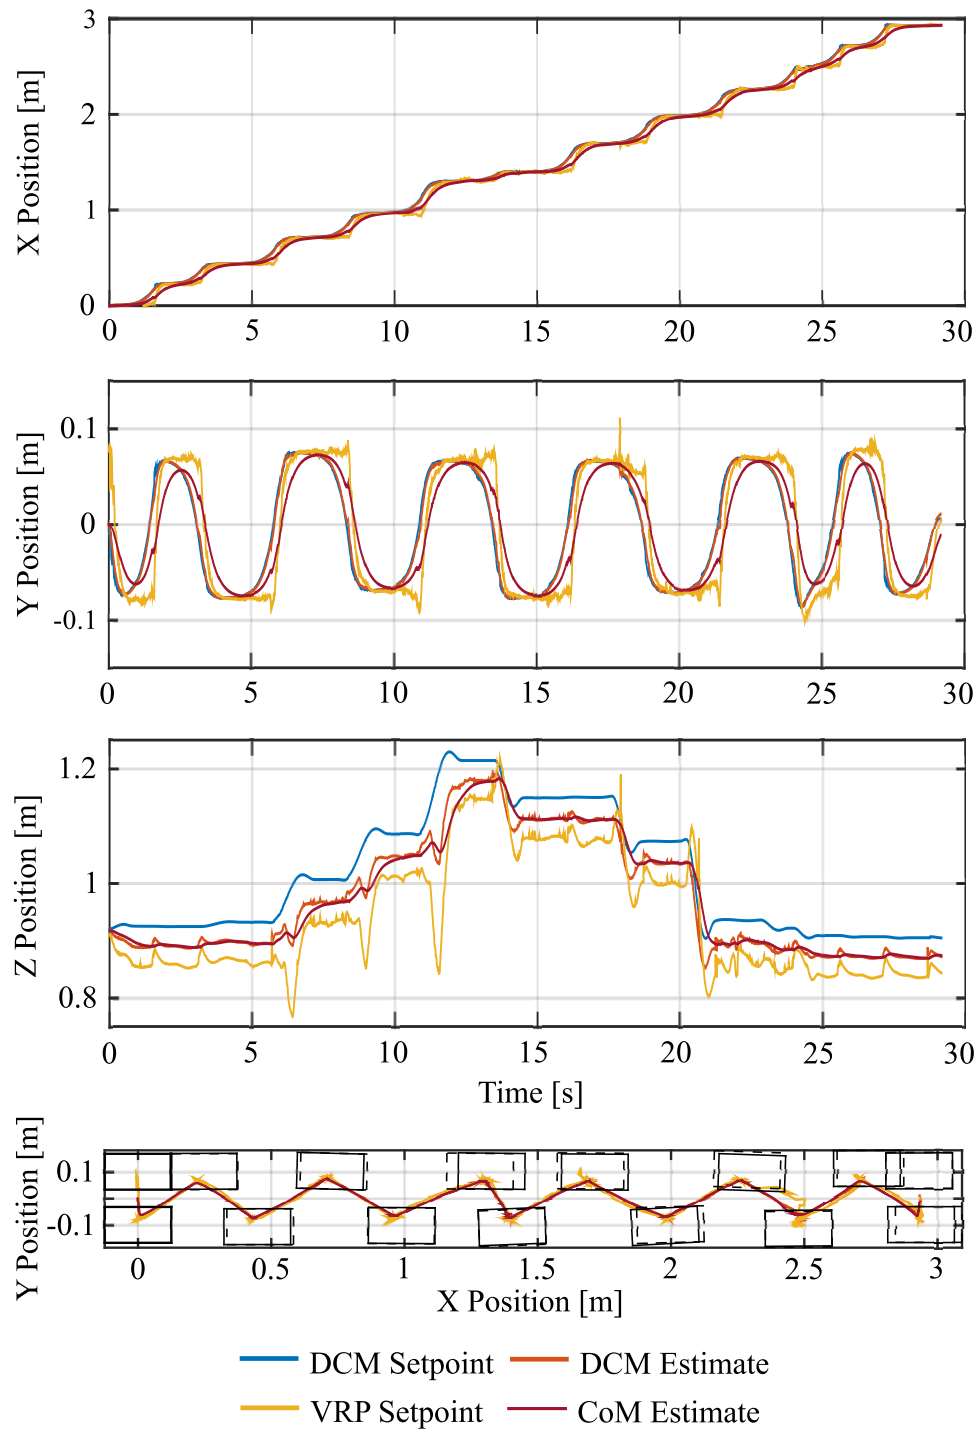 X Position [m]
3
2
1
0
0 5 10 15 20 25 30
Y Position [m]
0.1
0
-0.1
0 5 10 15 20 25 30
Z Position [m]
1.2
1
0.8
0 5 10 15 20 25 30
Time [s]
Y Position [m]
0.1
-0.1
0 0.5 1 1.5 2 2.5 3
X Position [m]
DCM Setpoint DCM Estimate
VRP Setpoint CoM Estimate